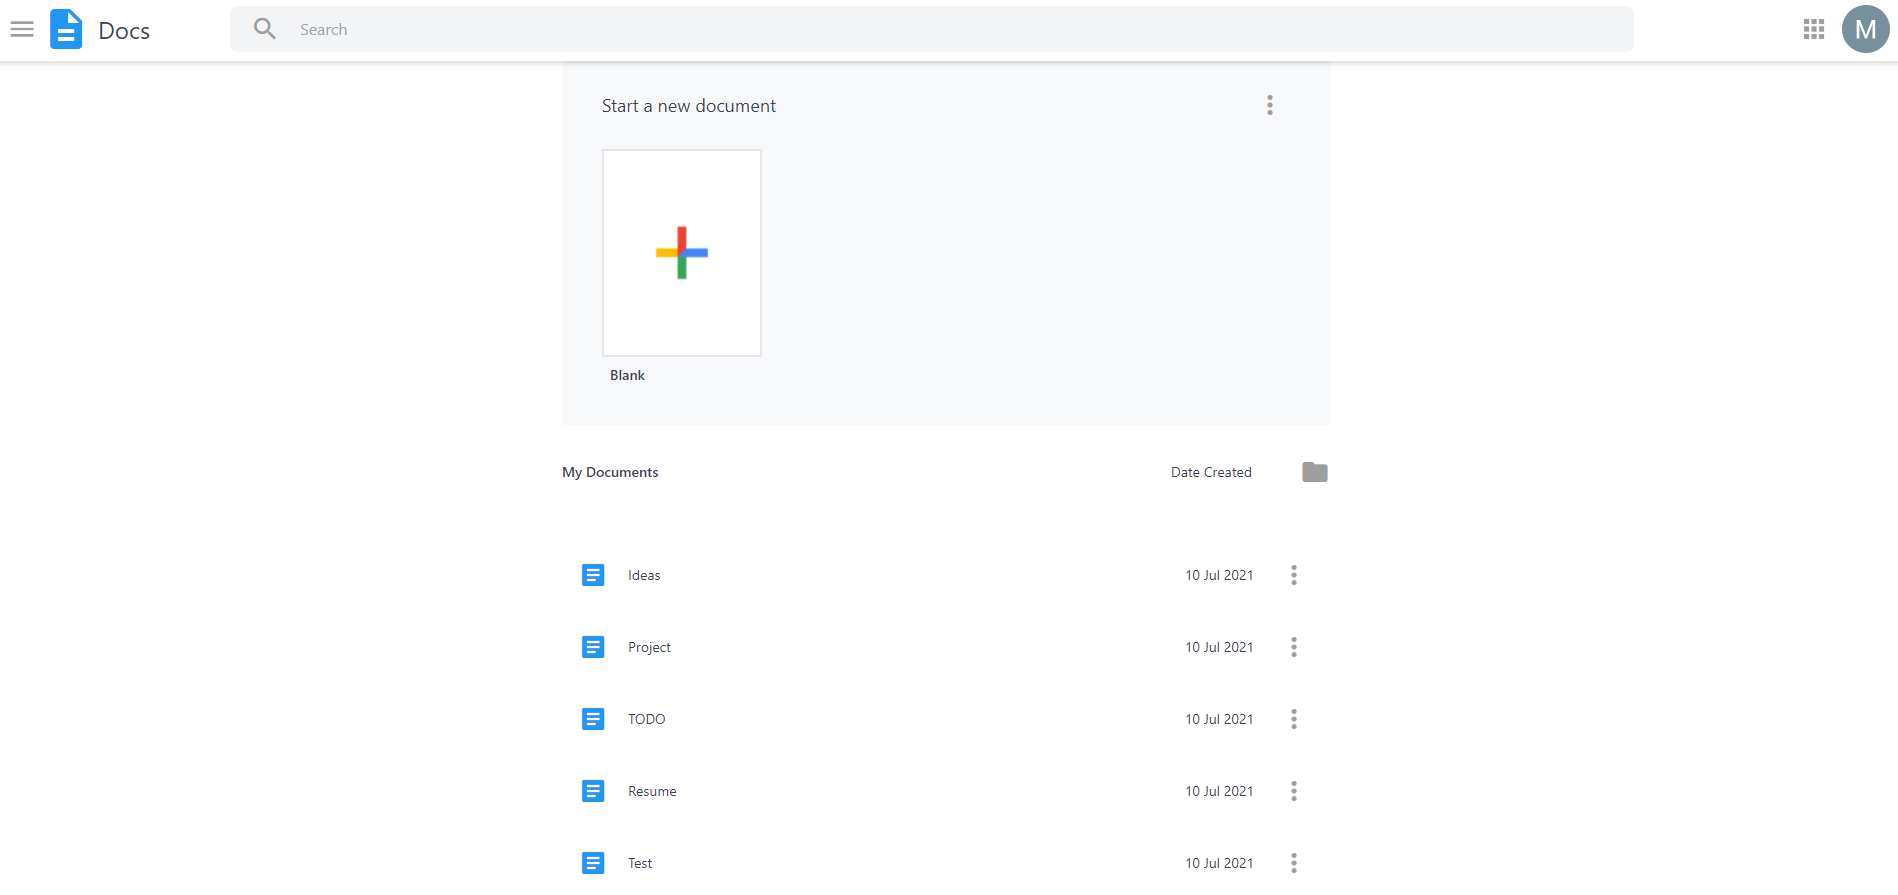 Docs
Search
M
Start a new document
Blank
My Documents Date Created
Ideas 10 Jul 2021
Project 10 Jul 2021
TODO 10 Jul 2021
Resume 10 Jul 2021
Test 10 Jul 2021